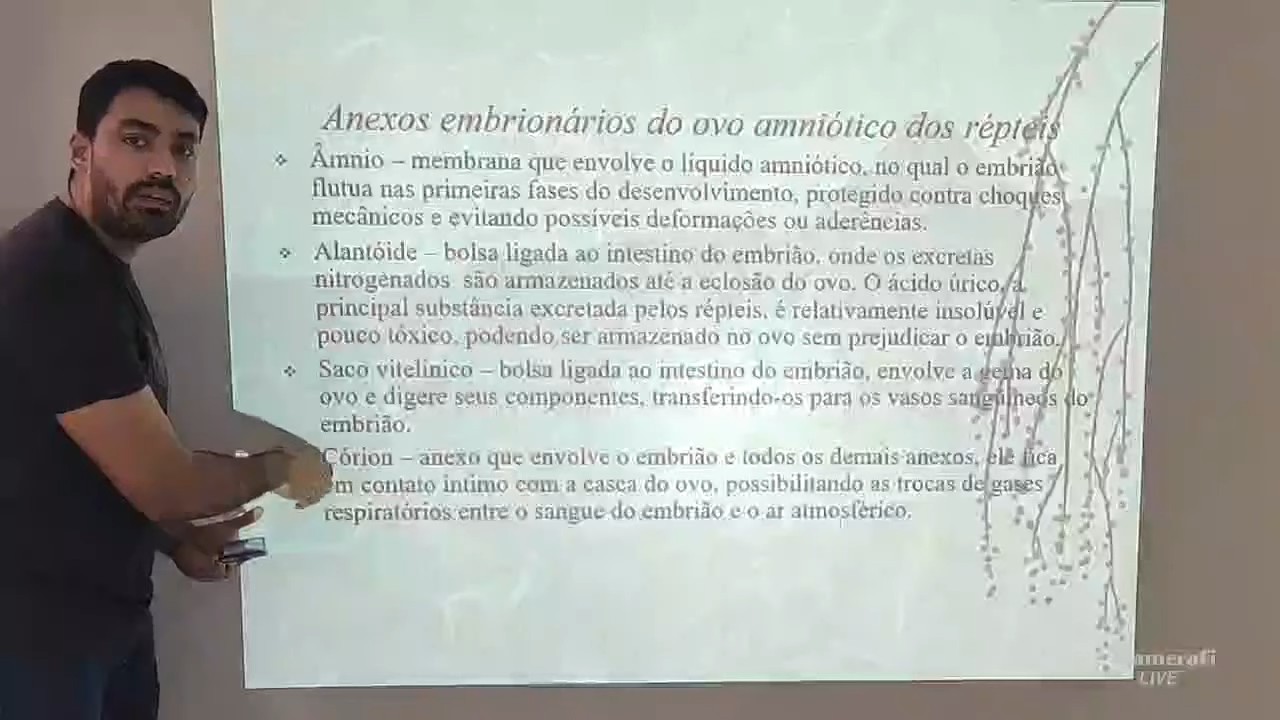 Anexos embrionários do ovo amniótico dos répteis
❖ Âmnio – membrana que envolve o líquido amniótico, no qual o embrião
flutua nas primeiras fases do desenvolvimento, protegido contra choques
mecânicos e evitando possíveis deformações ou aderências.
❖ Alantóide – bolsa ligada ao intestino do embrião, onde os excretas
nitrogenados são armazenados até a eclosão do ovo. O ácido úrico, a
principal substância excretada pelos répteis, é relativamente insolúvel e
pouco tóxico, podendo ser armazenado no ovo sem prejudicar o embrião.
❖ Saco vitelínico – bolsa ligada ao intestino do embrião, envolve a gema do
ovo e digere seus componentes, transferindo-os para os vasos sanguíneos do
embrião.
Córion – anexo que envolve o embrião e todos os demais anexos, ele fica
em contato íntimo com a casca do ovo, possibilitando as trocas de gases
respiratórios entre o sangue do embrião e o ar atmosférico.
LIVE